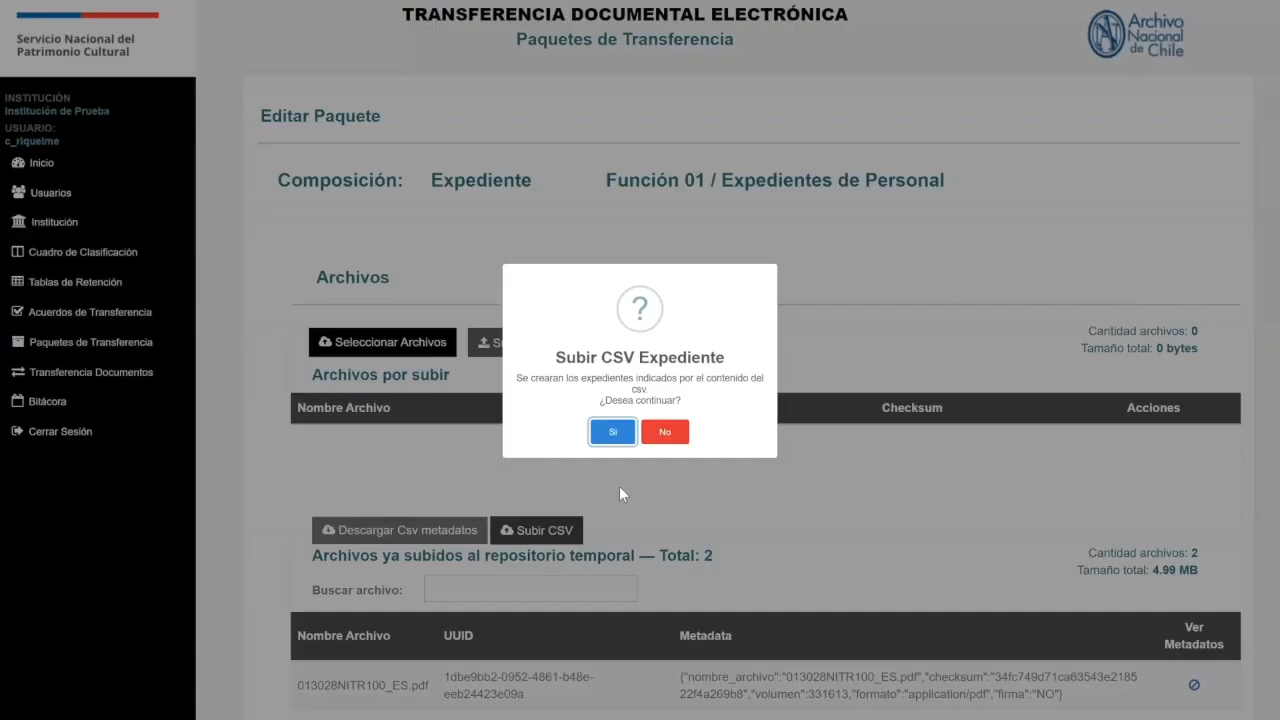 Servicio Nacional del
Patrimonio Cultural
TRANSFERENCIA DOCUMENTAL ELECTRÓNICA
Paquetes de Transferencia
Archivo
Nacional
de Chile
INSTITUCIÓN
Institución de Prueba
USUARIO:
c_riquelme
Inicio
Usuarios
Institución
Cuadro de Clasificación
Tablas de Retención
Acuerdos de Transferencia
Paquetes de Transferencia
Transferencia Documentos
Bitácora
Cerrar Sesión
Editar Paquete
Composición: Expediente Función 01 / Expedientes de Personal
Archivos
Seleccionar Archivos
Cantidad archivos: 0
Tamaño total: 0 bytes
Archivos por subir
Nombre Archivo Checksum Acciones
?
Subir CSV Expediente
Se crearan los expedientes indicados por el contenido del
csv.
¿Desea continuar?
Si No
Descargar Csv metadatos Subir CSV
Archivos ya subidos al repositorio temporal — Total: 2
Cantidad archivos: 2
Tamaño total: 4.99 MB
Buscar archivo:
Nombre Archivo UUID Metadata Ver
Metadatos
013028NITR100_ES.pdf 1dbe9bb2-0952-4861-b48e-
eeb24423e09a
{"nombre_archivo":"013028NITR100_ES.pdf","checksum":"34fc749d71ca63543e2185
22f4a269b8","volumen":331613,"formato":"application/pdf","firma":"NO"}